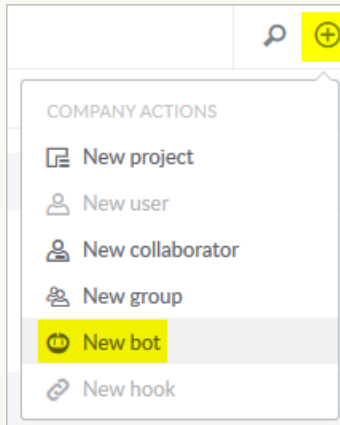 COMPANY ACTIONS
New project
New user
New collaborator
New group
New bot
New hook